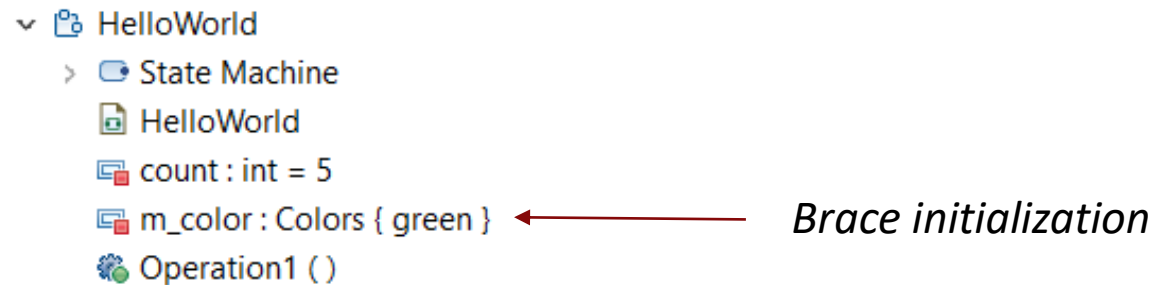 HelloWorld
State Machine
HelloWorld
count : int = 5
m_color : Colors { green }
Brace initialization
Operation1 ( )